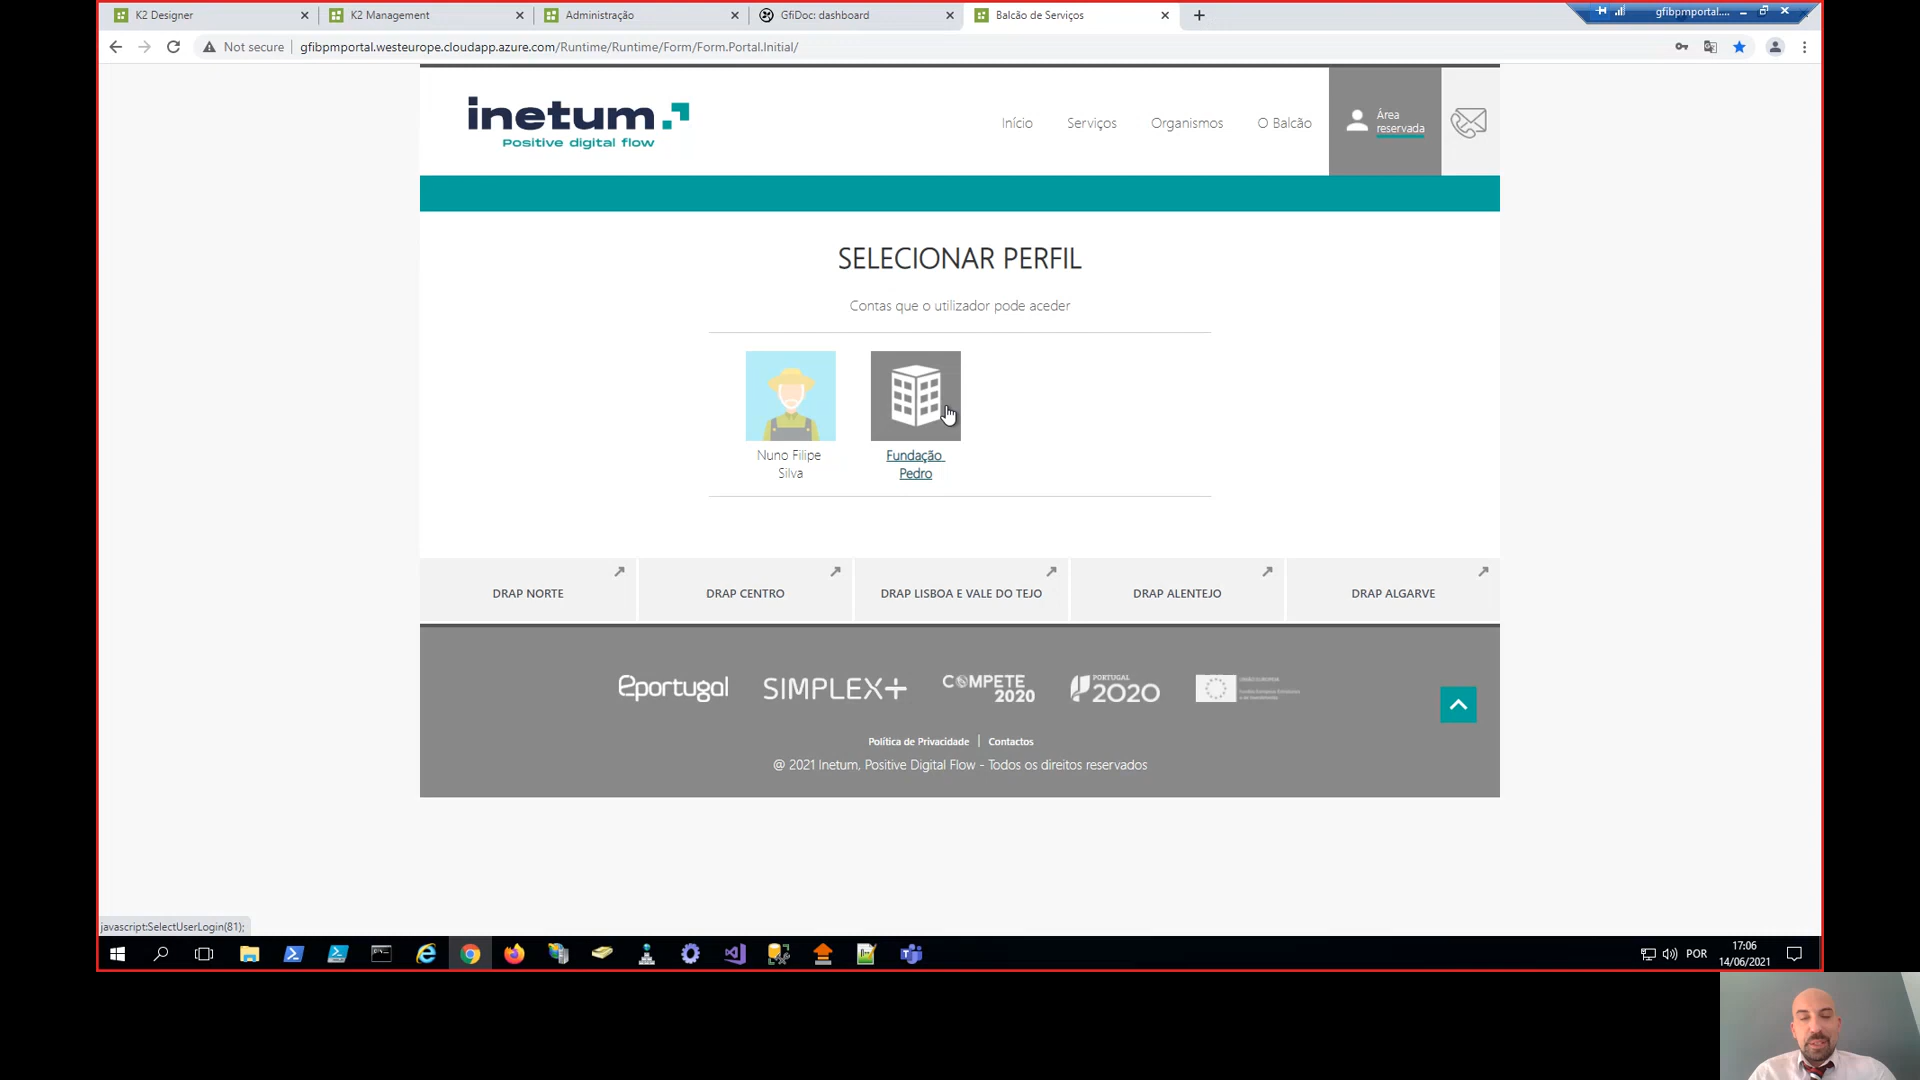 K2 Designer
K2 Management
Administração
GfiDoc: dashboard
Balcão de Serviços
gfibpmportal....
Not secure
gfibpmportal.westeurope.cloudapp.azure.com/Runtime/Runtime/Form/Form.Portal.Initial/
inetum
Positive digital flow
Início
Serviços
Organismos
O Balcão
Área
reservada
SELECIONAR PERFIL
Contas que o utilizador pode aceder
Nuno Filipe
Silva
Fundação
Pedro
DRAP NORTE
DRAP CENTRO
DRAP LISBOA E VALE DO TEJO
DRAP ALENTEJO
DRAP ALGARVE
eportugal
SIMPLEX+
COMPETE
2020
PORTUGAL
2020
UNIÃO EUROPEIA
Política de Privacidade | Contactos
@ 2021 Inetum, Positive Digital Flow - Todos os direitos reservados
javascript:SelectUserLogin(81);
POR
17:06
14/06/2021